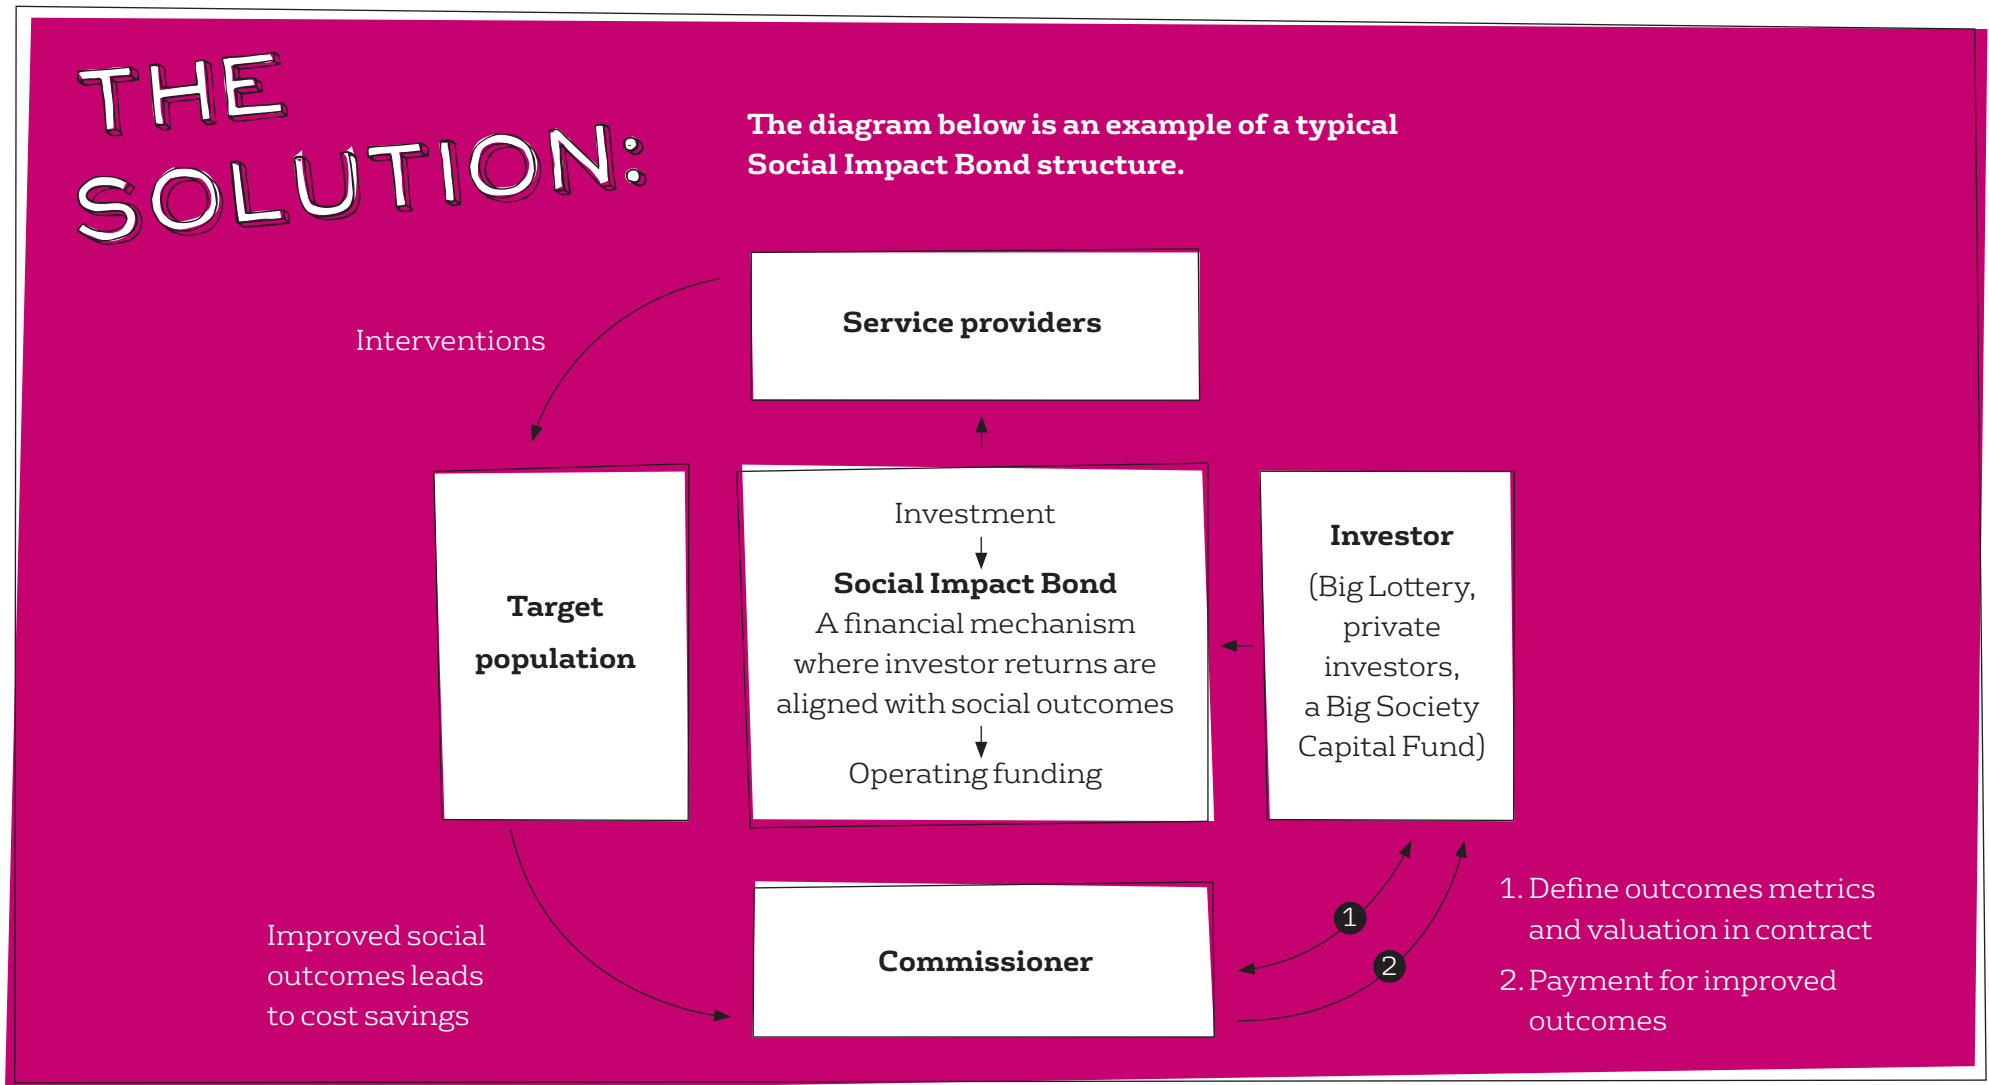 THE
SOLUTION:
The diagram below is an example of a typical
Social Impact Bond structure.
Service providers
Interventions
Target
population
Investment
Social Impact Bond
A financial mechanism
where investor returns are
aligned with social outcomes
Operating funding
Investor
(Big Lottery,
private
investors,
a Big Society
Capital Fund)
Improved social
outcomes leads
to cost savings
Commissioner
1
2
1. Define outcomes metrics
and valuation in contract
2. Payment for improved
outcomes